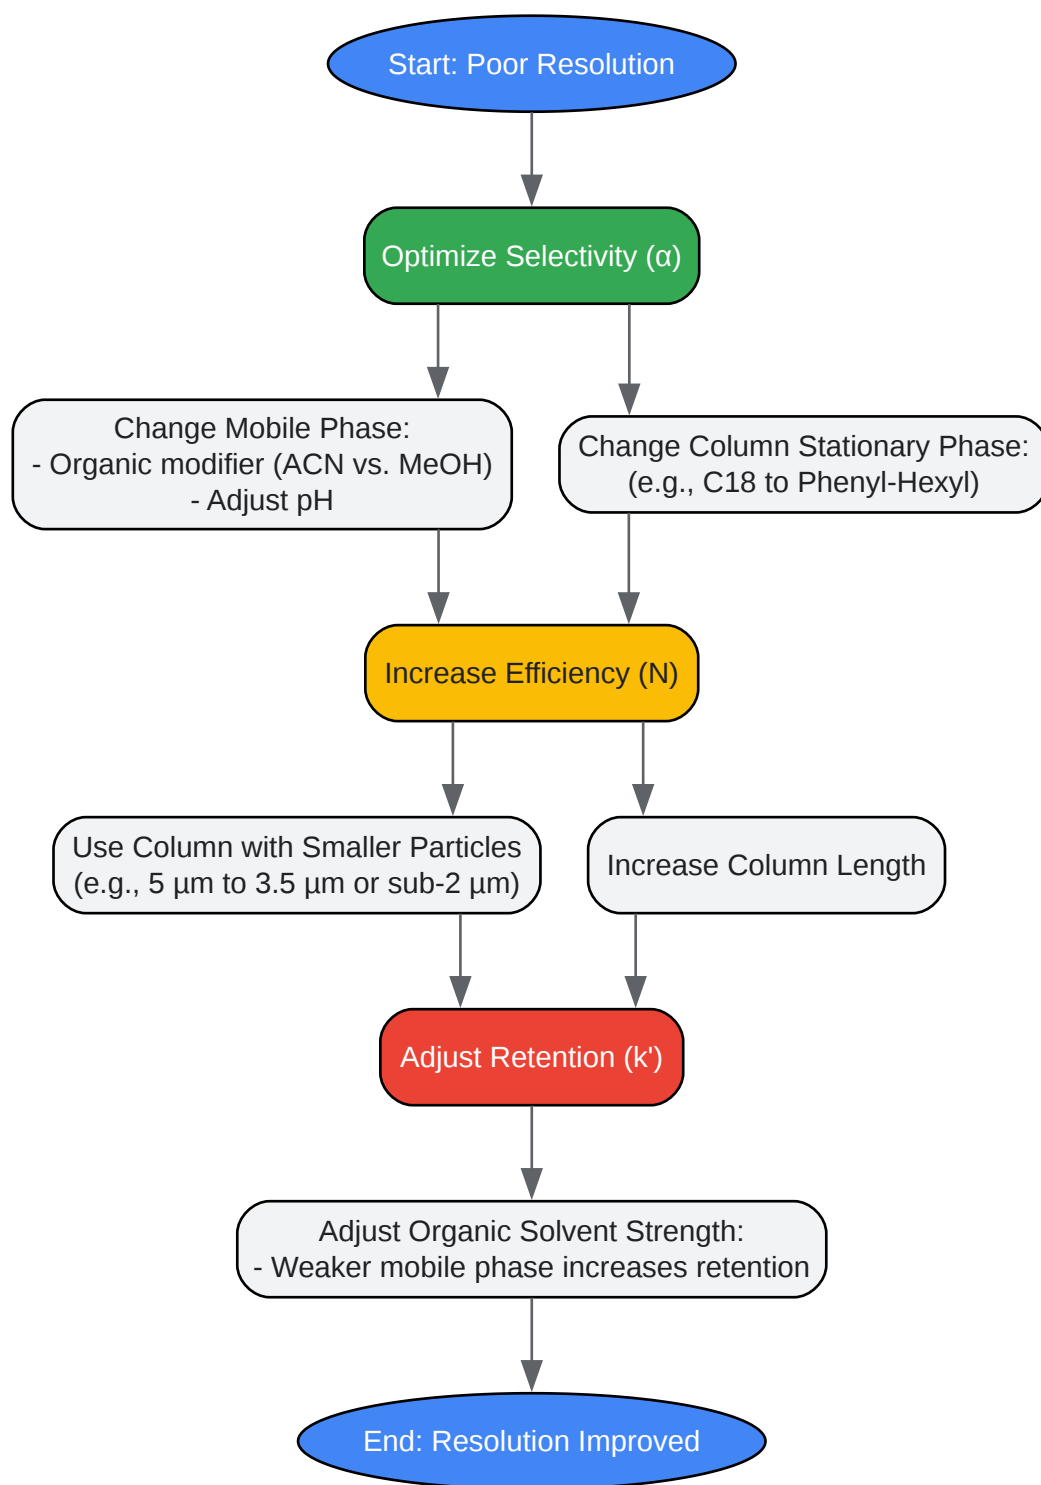 Start: Poor Resolution
Optimize Selectivity (α)
Change Mobile Phase:
- Organic modifier (ACN vs. MeOH)
- Adjust pH
Change Column Stationary Phase:
(e.g., C18 to Phenyl-Hexyl)
Increase Efficiency (N)
Use Column with Smaller Particles
(e.g., 5 µm to 3.5 µm or sub-2 µm)
Increase Column Length
Adjust Retention (k')
Adjust Organic Solvent Strength:
- Weaker mobile phase increases retention
End: Resolution Improved